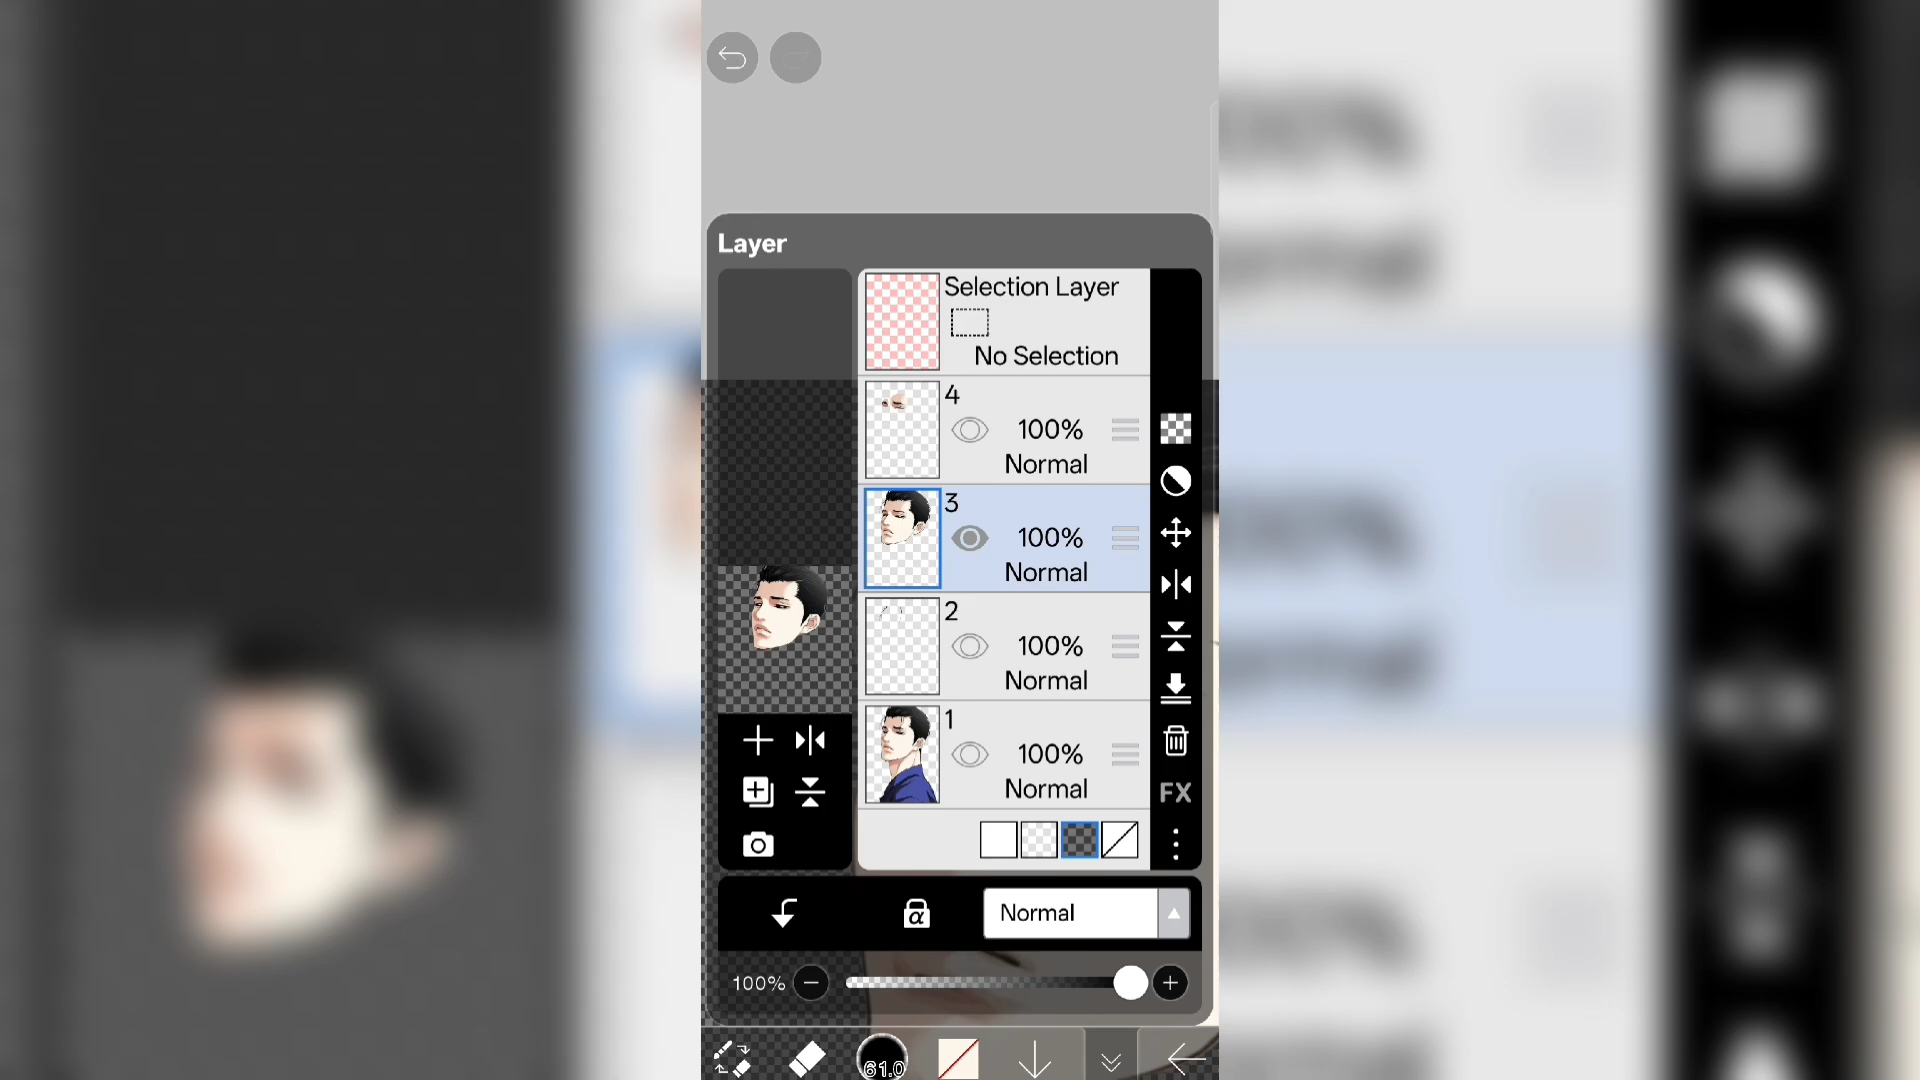 Layer
Selection Layer
No Selection
4
100%
Normal
3
100%
Normal
2
100%
Normal
1
100%
Normal
FX
α
Normal
100%
61.0